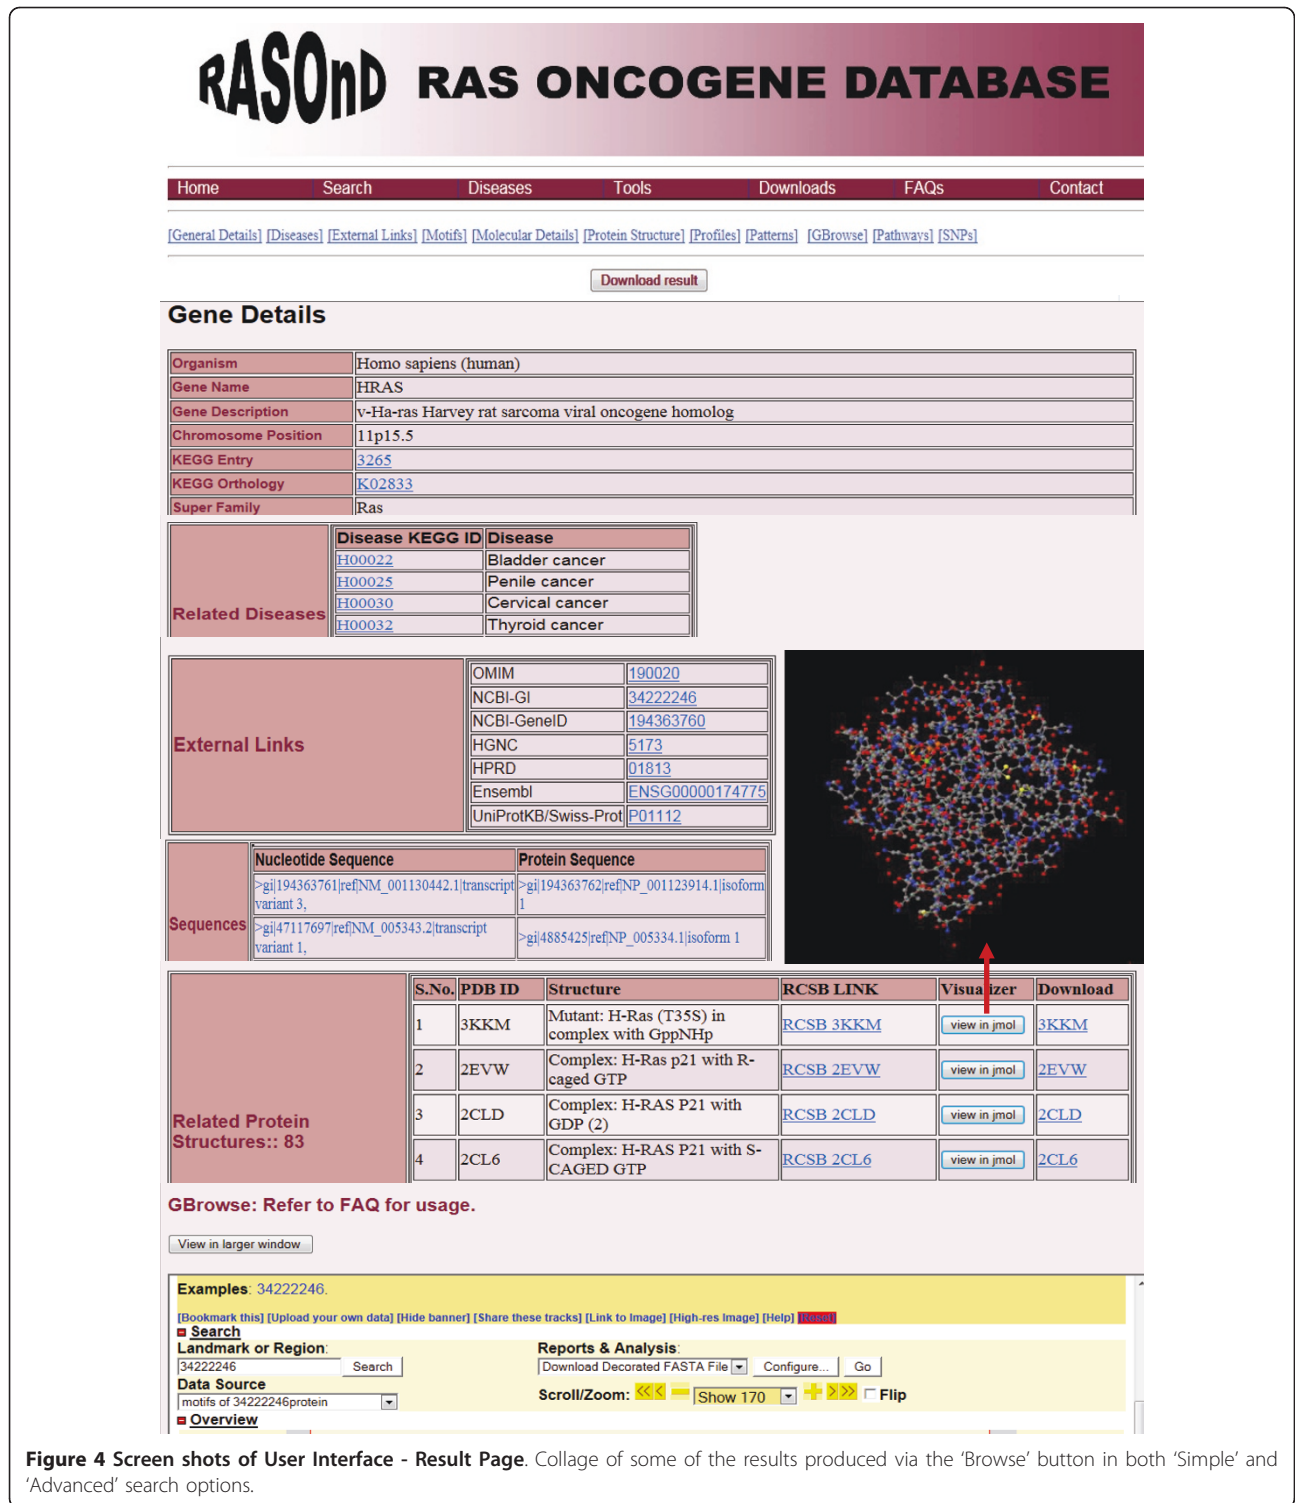 RASOnD RAS ONCOGENE DATABASE
Home Search Diseases Tools Downloads FAQs Contact
[General Details] [Diseases] [External Links] [Motifs] [Molecular Details] [Protein Structure] [Profiles] [Patterns] [GBrowse] [Pathways] [SNPs]
Download result
Gene Details
Organism Homo sapiens (human)
Gene Name HRAS
Gene Description v-Ha-ras Harvey rat sarcoma viral oncogene homolog
Chromosome Position 11p15.5
KEGG Entry 3265
KEGG Orthology K02833
Super Family Ras
Related Diseases
Disease KEGG ID Disease
H00022 Bladder cancer
H00025 Penile cancer
H00030 Cervical cancer
H00032 Thyroid cancer
External Links
OMIM 190020
NCBI-GI 34222246
NCBI-GeneID 194363760
HGNC 5173
HPRD 01813
Ensembl ENSG00000174775
UniProtKB/Swiss-Prot P01112
Sequences
Nucleotide Sequence Protein Sequence
>gi|194363761|ref|NM_001130442.1|transcript
variant 3,
>gi|194363762|ref|NP_001123914.1|isoform
1
>gi|47117697|ref|NM_005343.2|transcript
variant 1,
>gi|4885425|ref|NP_005334.1|isoform 1
Related Protein
Structures:: 83
S.No. PDB ID Structure RCSB LINK Visualizer Download
1 3KKM Mutant: H-Ras (T35S) in
complex with GppNHp
RCSB 3KKM view in jmol 3KKM
2 2EVW Complex: H-Ras p21 with R-
caged GTP
RCSB 2EVW view in jmol 2EVW
3 2CLD Complex: H-RAS P21 with
GDP (2)
RCSB 2CLD view in jmol 2CLD
4 2CL6 Complex: H-RAS P21 with S-
CAGED GTP
RCSB 2CL6 view in jmol 2CL6
GBrowse: Refer to FAQ for usage.
View in larger window
Examples: 34222246.
[Bookmark this] [Upload your own data] [Hide banner] [Share these tracks] [Link to Image] [High-res Image] [Help] [Reset]
Search
Landmark or Region: Reports & Analysis:
34222246 Search Download Decorated FASTA File Configure... Go
Data Source
motifs of 34222246protein
Scroll/Zoom: Show 170 Flip
Overview
Figure 4 Screen shots of User Interface - Result Page. Collage of some of the results produced via the ‘Browse’ button in both ‘Simple’ and
‘Advanced’ search options.